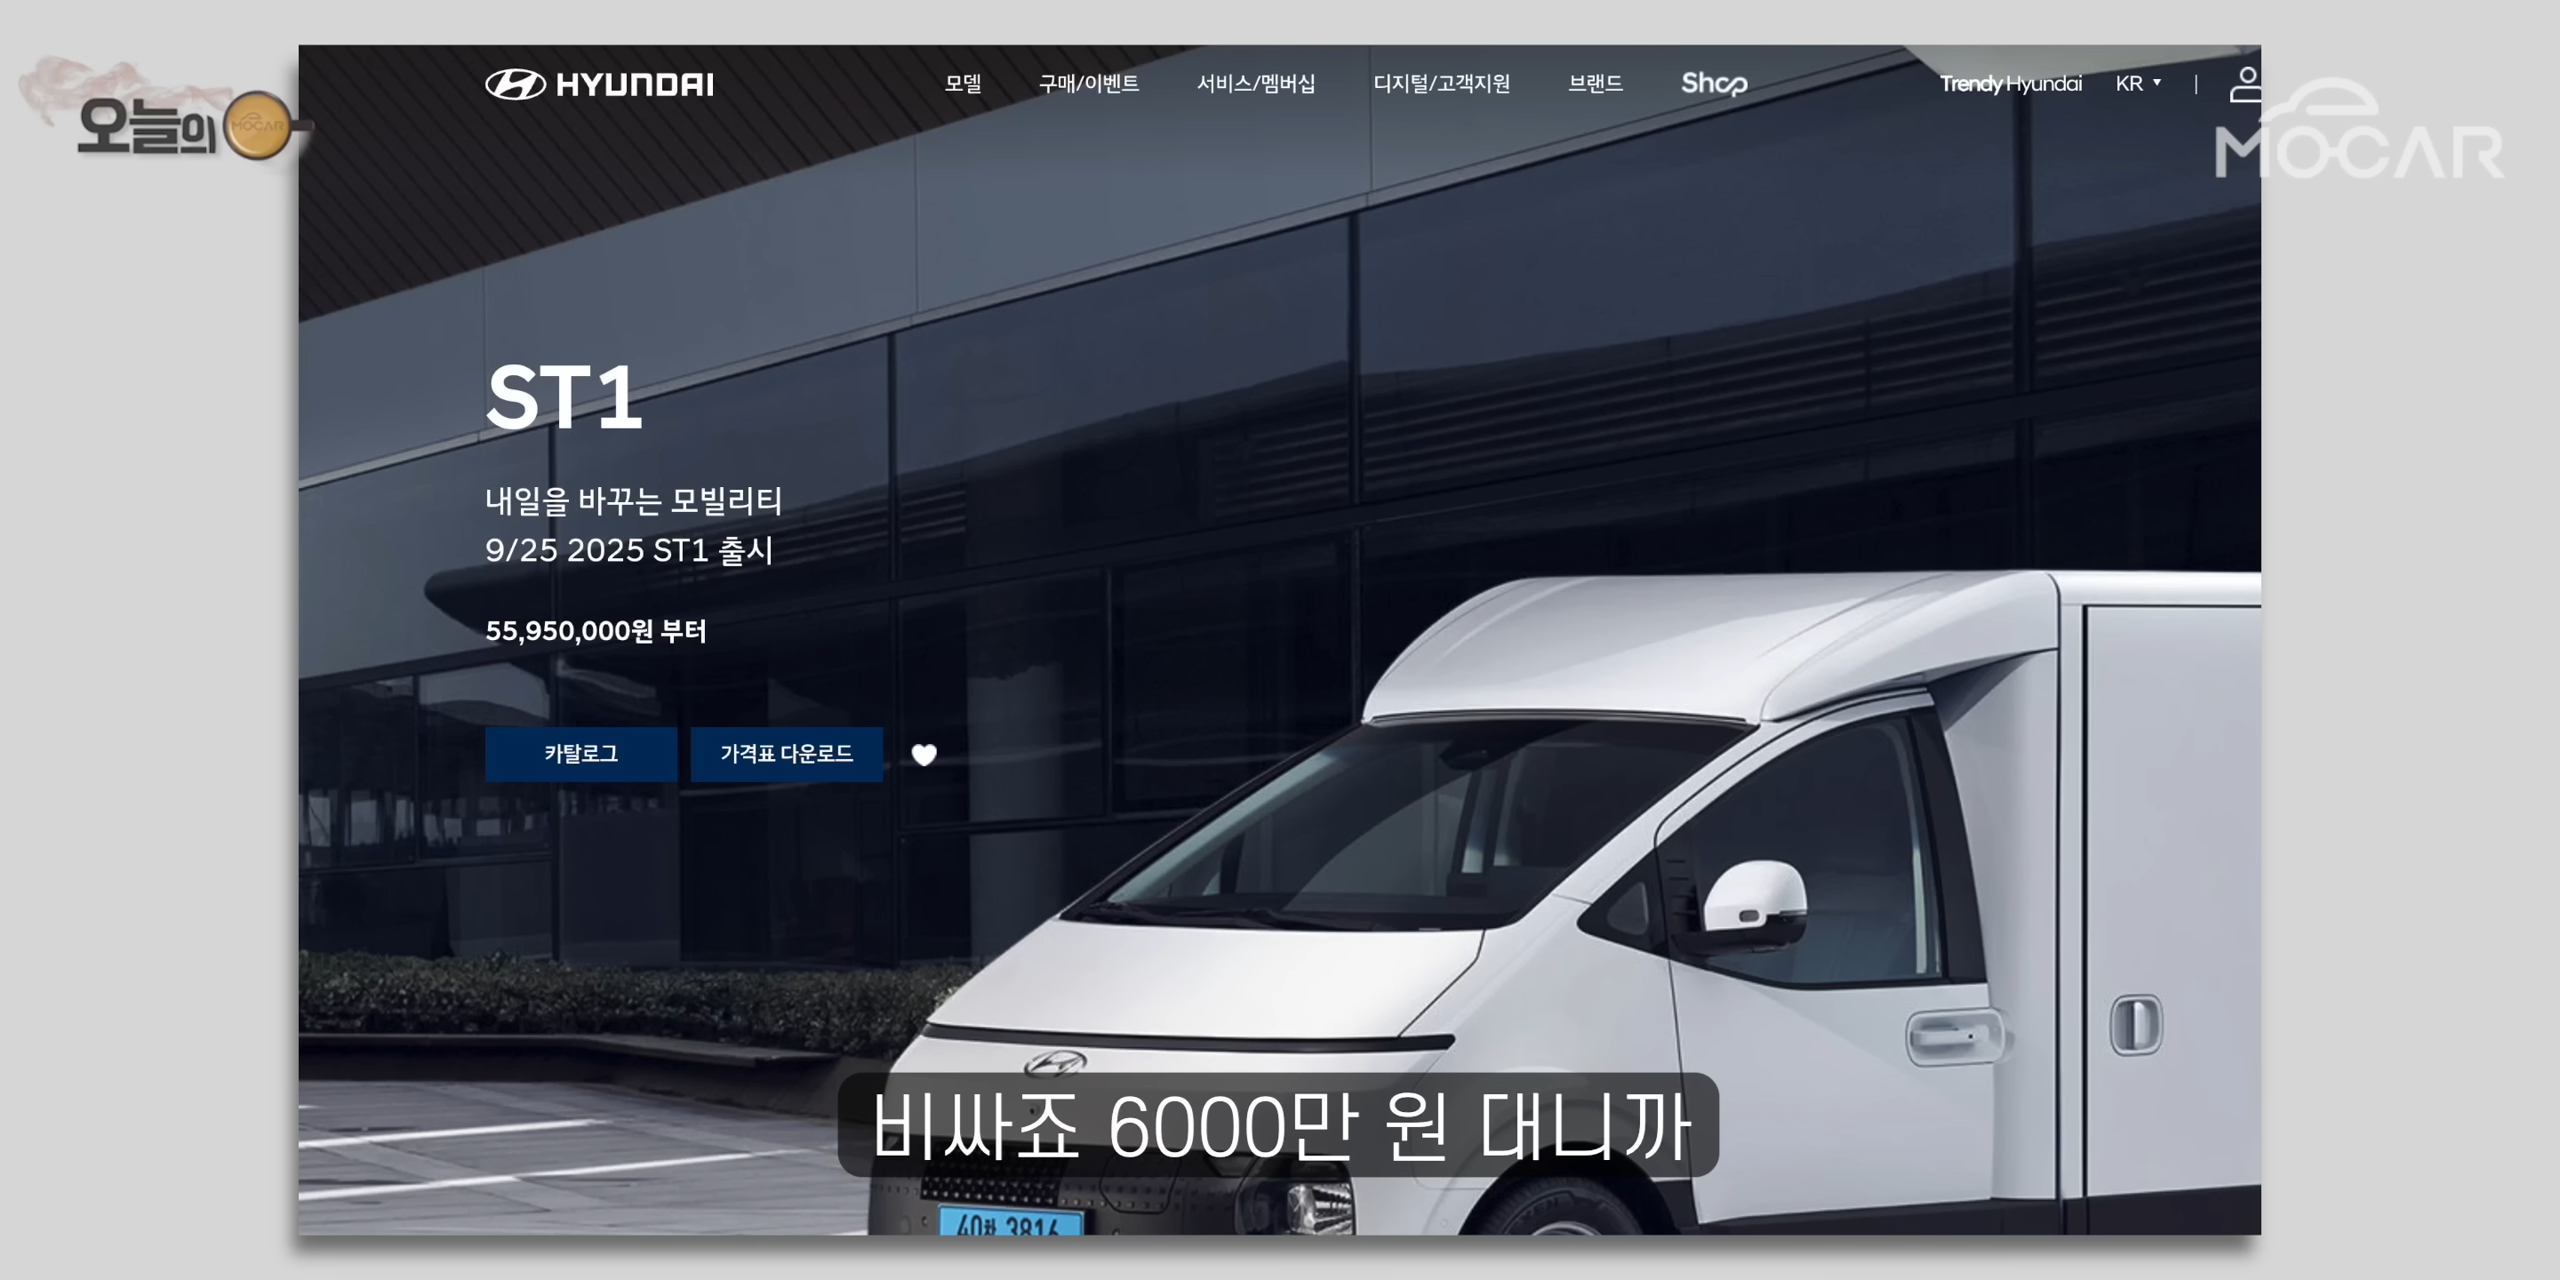 오늘의
MOCAR
MOCAR
HYUNDAI
모델
구매/이벤트
서비스/멤버십
디지털/고객지원
브랜드
Shop
Trendy Hyundai
KR
ST1
내일을 바꾸는 모빌리티
9/25 2025 ST1 출시
55,950,000원 부터
카탈로그
가격표 다운로드
비싸죠 6000만 원 대니까